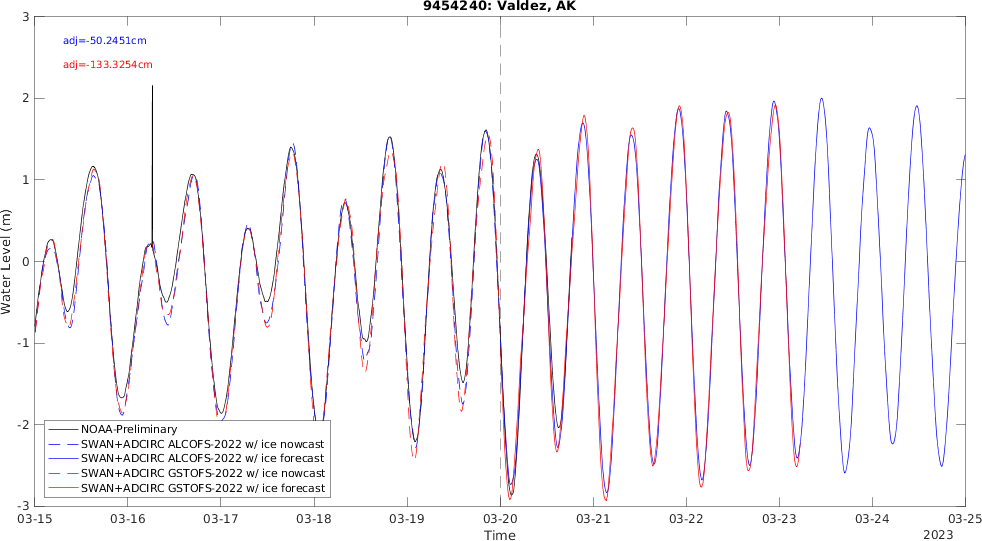 9454240: Valdez, AK
adj=-50.2451cm
adj=-133.3254cm
Water Level (m)
3
2
1
0
-1
-2
-3
NOAA-Preliminary
SWAN+ADCIRC ALCOFS-2022 w/ ice nowcast
SWAN+ADCIRC ALCOFS-2022 w/ ice forecast
SWAN+ADCIRC GSTOFS-2022 w/ ice nowcast
SWAN+ADCIRC GSTOFS-2022 w/ ice forecast
03-15 03-16 03-17 03-18 03-19 03-20 03-21 03-22 03-23 03-24 03-25
Time
2023